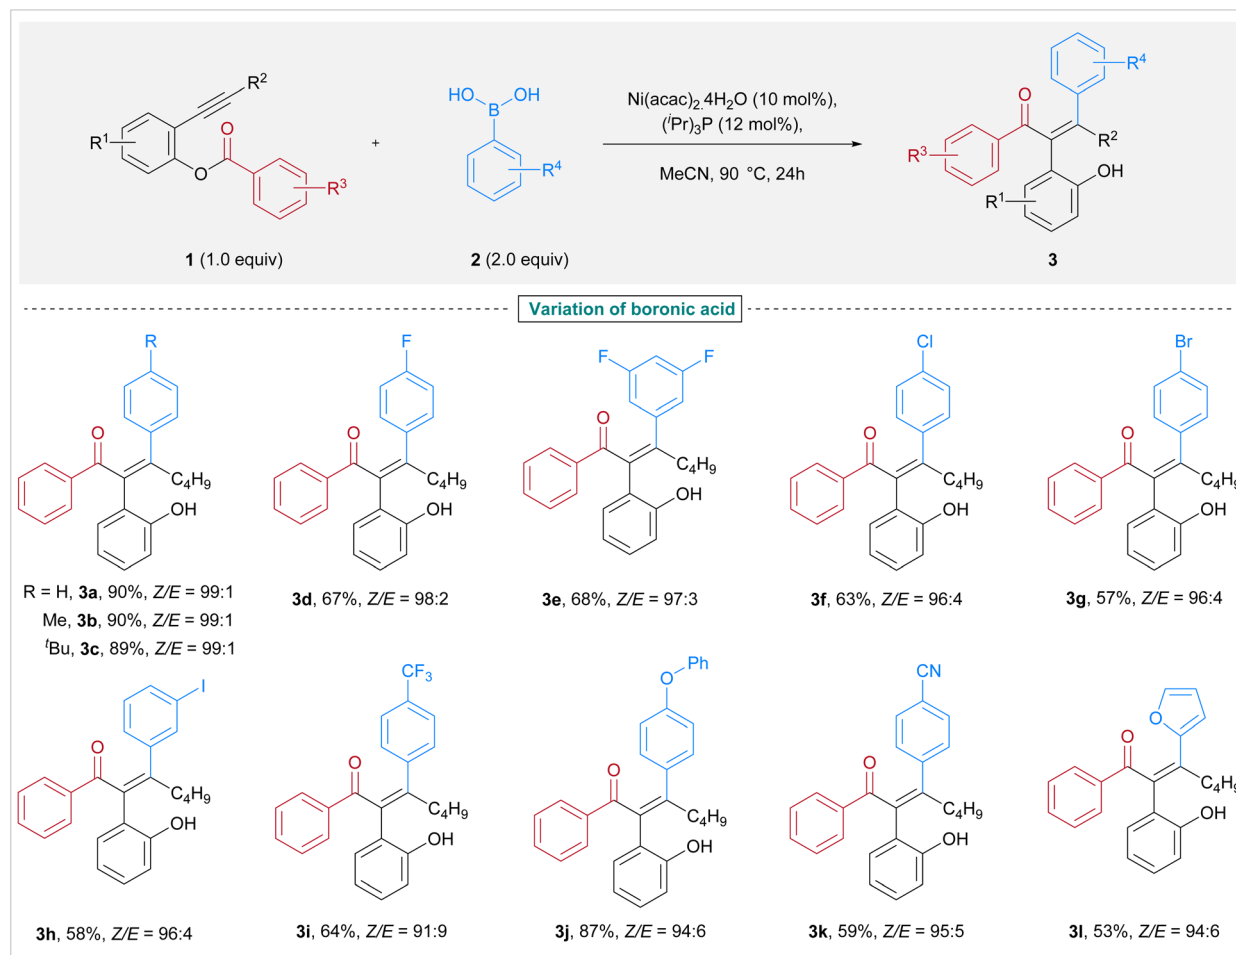 R²
R¹
O
O
R³
1 (1.0 equiv)
+
HO
OH
B
R⁴
2 (2.0 equiv)
Ni(acac)₂.4H₂O (10 mol%),
(ⁱPr)₃P (12 mol%),
MeCN, 90 °C, 24h
R⁴
O
R²
R³
OH
R¹
3
Variation of boronic acid
R
O
C₄H₉
OH
R = H, 3a, 90%, Z/E = 99:1
Me, 3b, 90%, Z/E = 99:1
ᵗBu, 3c, 89%, Z/E = 99:1
F
O
C₄H₉
OH
3d, 67%, Z/E = 98:2
F
F
O
C₄H₉
OH
3e, 68%, Z/E = 97:3
Cl
O
C₄H₉
OH
3f, 63%, Z/E = 96:4
Br
O
C₄H₉
OH
3g, 57%, Z/E = 96:4
I
O
C₄H₉
OH
3h, 58%, Z/E = 96:4
CF₃
O
C₄H₉
OH
3i, 64%, Z/E = 91:9
Ph
O
O
C₄H₉
OH
3j, 87%, Z/E = 94:6
CN
O
C₄H₉
OH
3k, 59%, Z/E = 95:5
O
O
C₄H₉
OH
3l, 53%, Z/E = 94:6